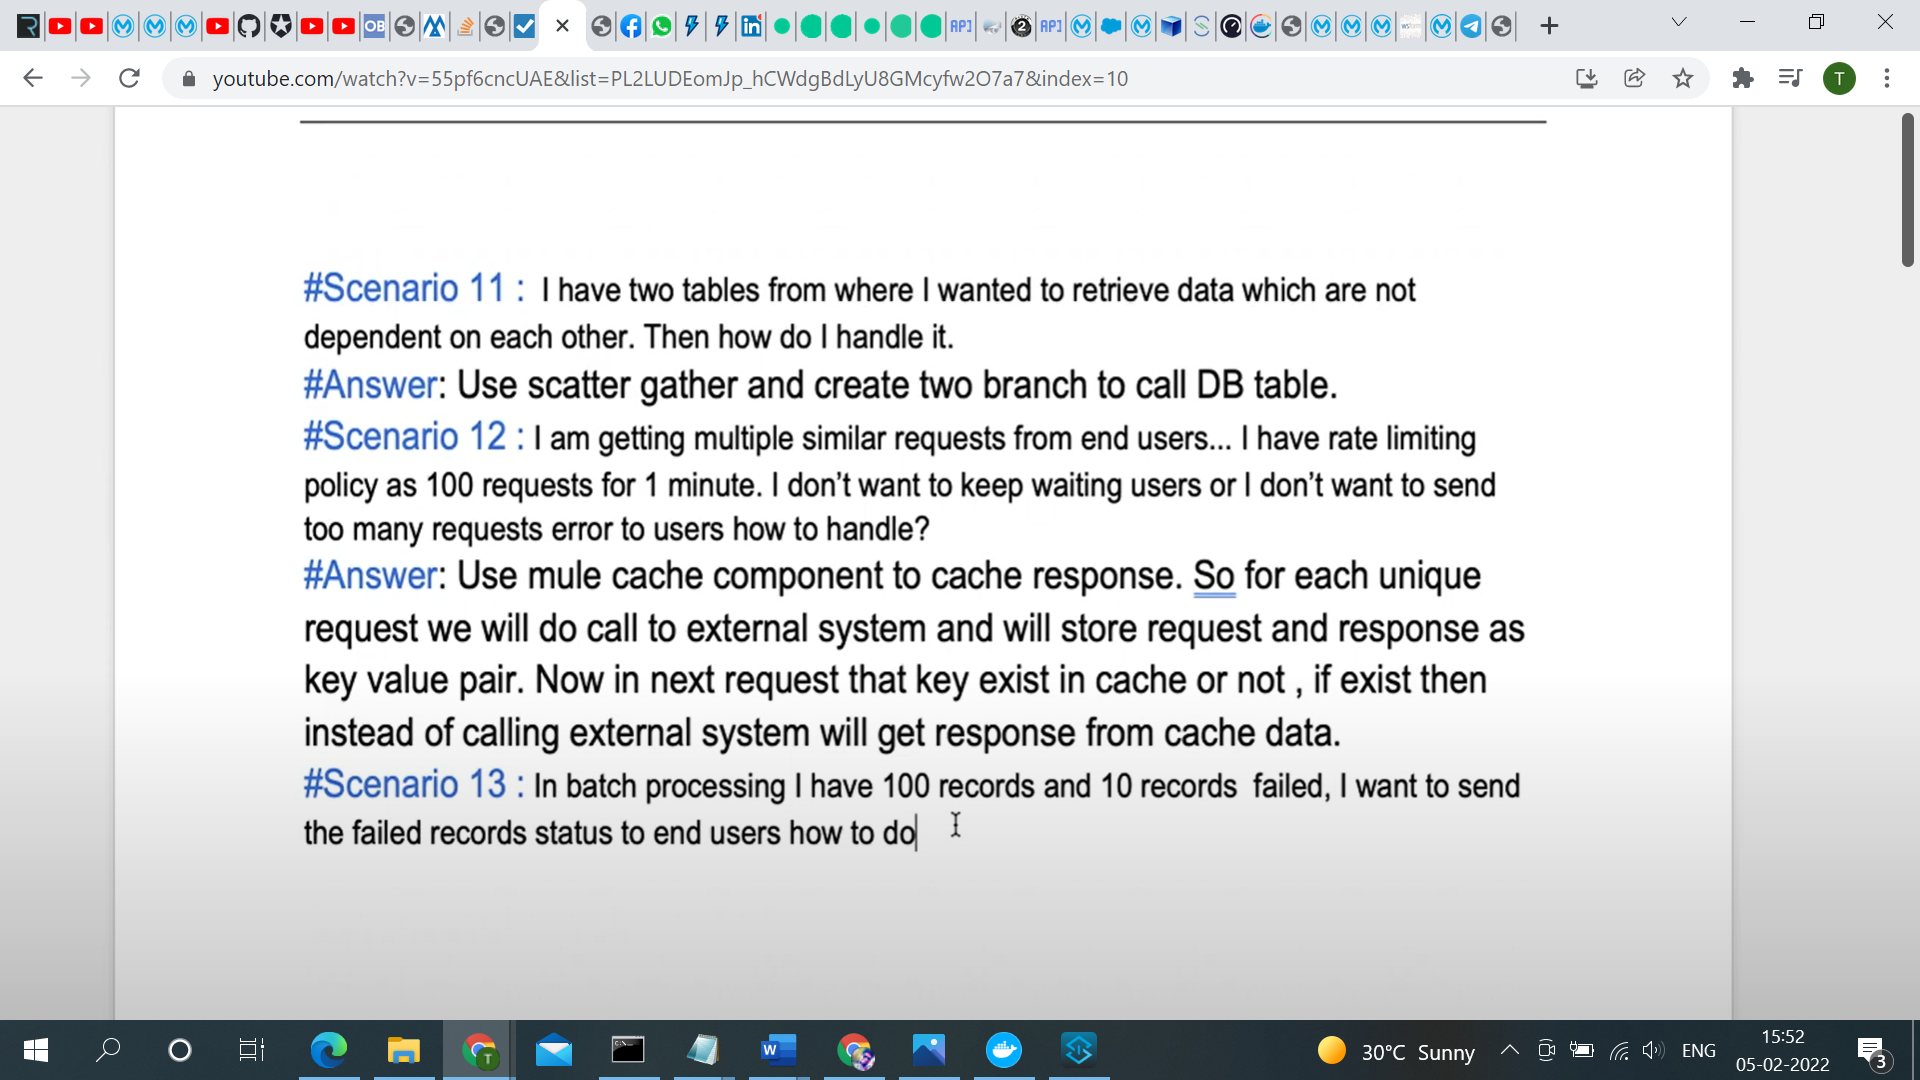 youtube.com/watch?v=55pf6cncUAE&list=PL2LUDEomJp_hCWdgBdLyU8GMcyfw2O7a7&index=10
T
#Scenario 11 : I have two tables from where I wanted to retrieve data which are not
dependent on each other. Then how do I handle it.
#Answer: Use scatter gather and create two branch to call DB table.
#Scenario 12 : I am getting multiple similar requests from end users... I have rate limiting
policy as 100 requests for 1 minute. I don’t want to keep waiting users or I don’t want to send
too many requests error to users how to handle?
#Answer: Use mule cache component to cache response. So for each unique
request we will do call to external system and will store request and response as
key value pair. Now in next request that key exist in cache or not , if exist then
instead of calling external system will get response from cache data.
#Scenario 13 : In batch processing I have 100 records and 10 records  failed, I want to send
the failed records status to end users how to do
30°C Sunny
ENG
15:52
05-02-2022
3